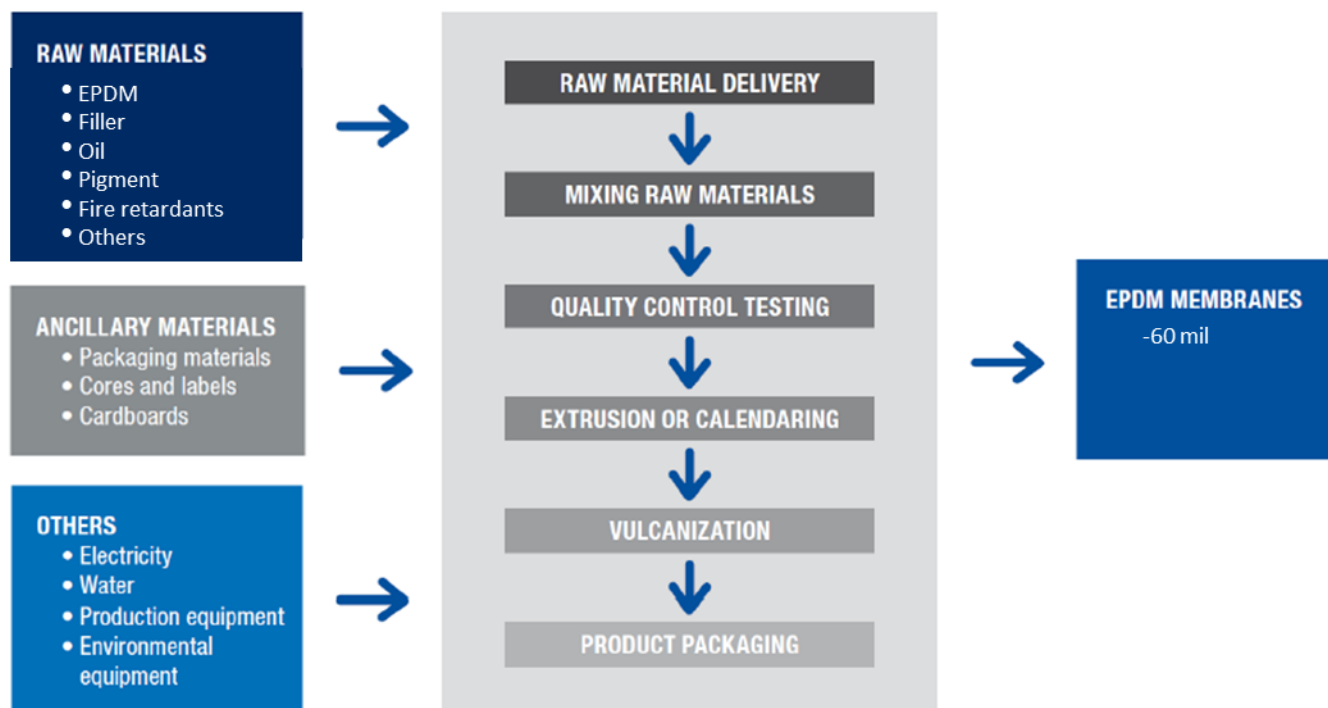 RAW MATERIALS
• EPDM
• Filler
• Oil
• Pigment
• Fire retardants
• Others
ANCILLARY MATERIALS
• Packaging materials
• Cores and labels
• Cardboards
OTHERS
• Electricity
• Water
• Production equipment
• Environmental
equipment
RAW MATERIAL DELIVERY
MIXING RAW MATERIALS
QUALITY CONTROL TESTING
EXTRUSION OR CALENDARING
VULCANIZATION
PRODUCT PACKAGING
EPDM MEMBRANES
-60 mil